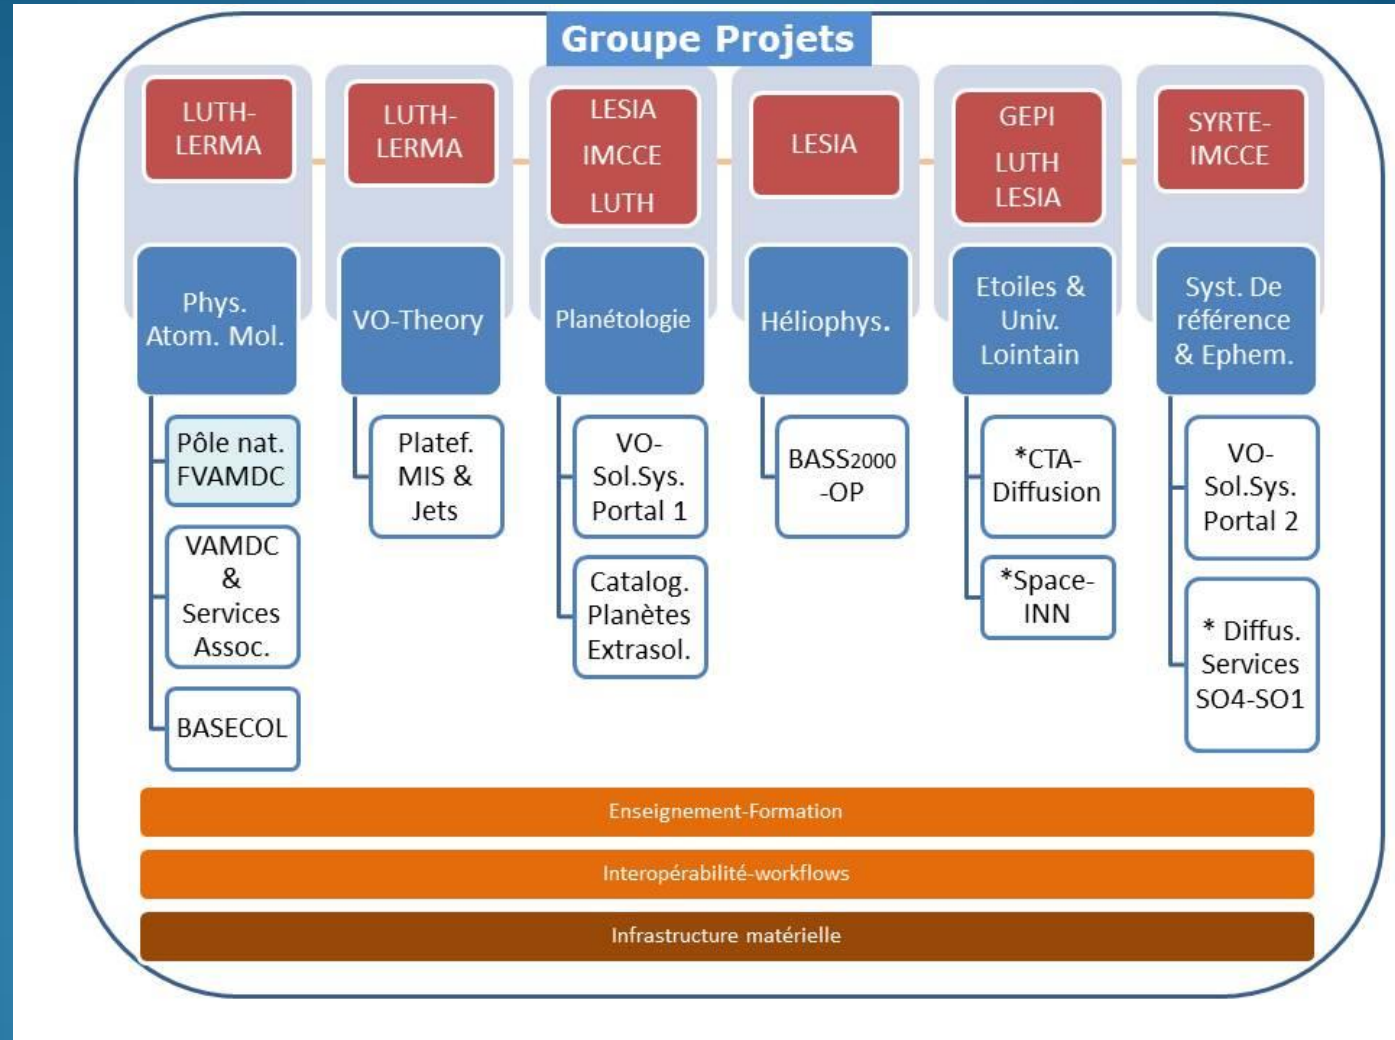 Groupe Projets
LUTH-
LERMA
LUTH-
LERMA
LESIA
IMCCE
LUTH
LESIA
GEPI
LUTH
LESIA
SYRTE-
IMCCE
Phys.
Atom. Mol.
VO-Theory
Planétologie
Héliophys.
Etoiles &
Univ.
Lointain
Syst. De
référence
& Ephem.
Pôle nat.
FVAMDC
VAMDC
&
Services
Assoc.
BASECOL
Platef.
MIS &
Jets
VO-
Sol.Sys.
Portal 1
Catalog.
Planètes
Extrasol.
BASS2000
-OP
*CTA-
Diffusion
*Space-
INN
VO-
Sol.Sys.
Portal 2
* Diffus.
Services
SO4-SO1
Enseignement-Formation
Interopérabilité-workflows
Infrastructure matérielle